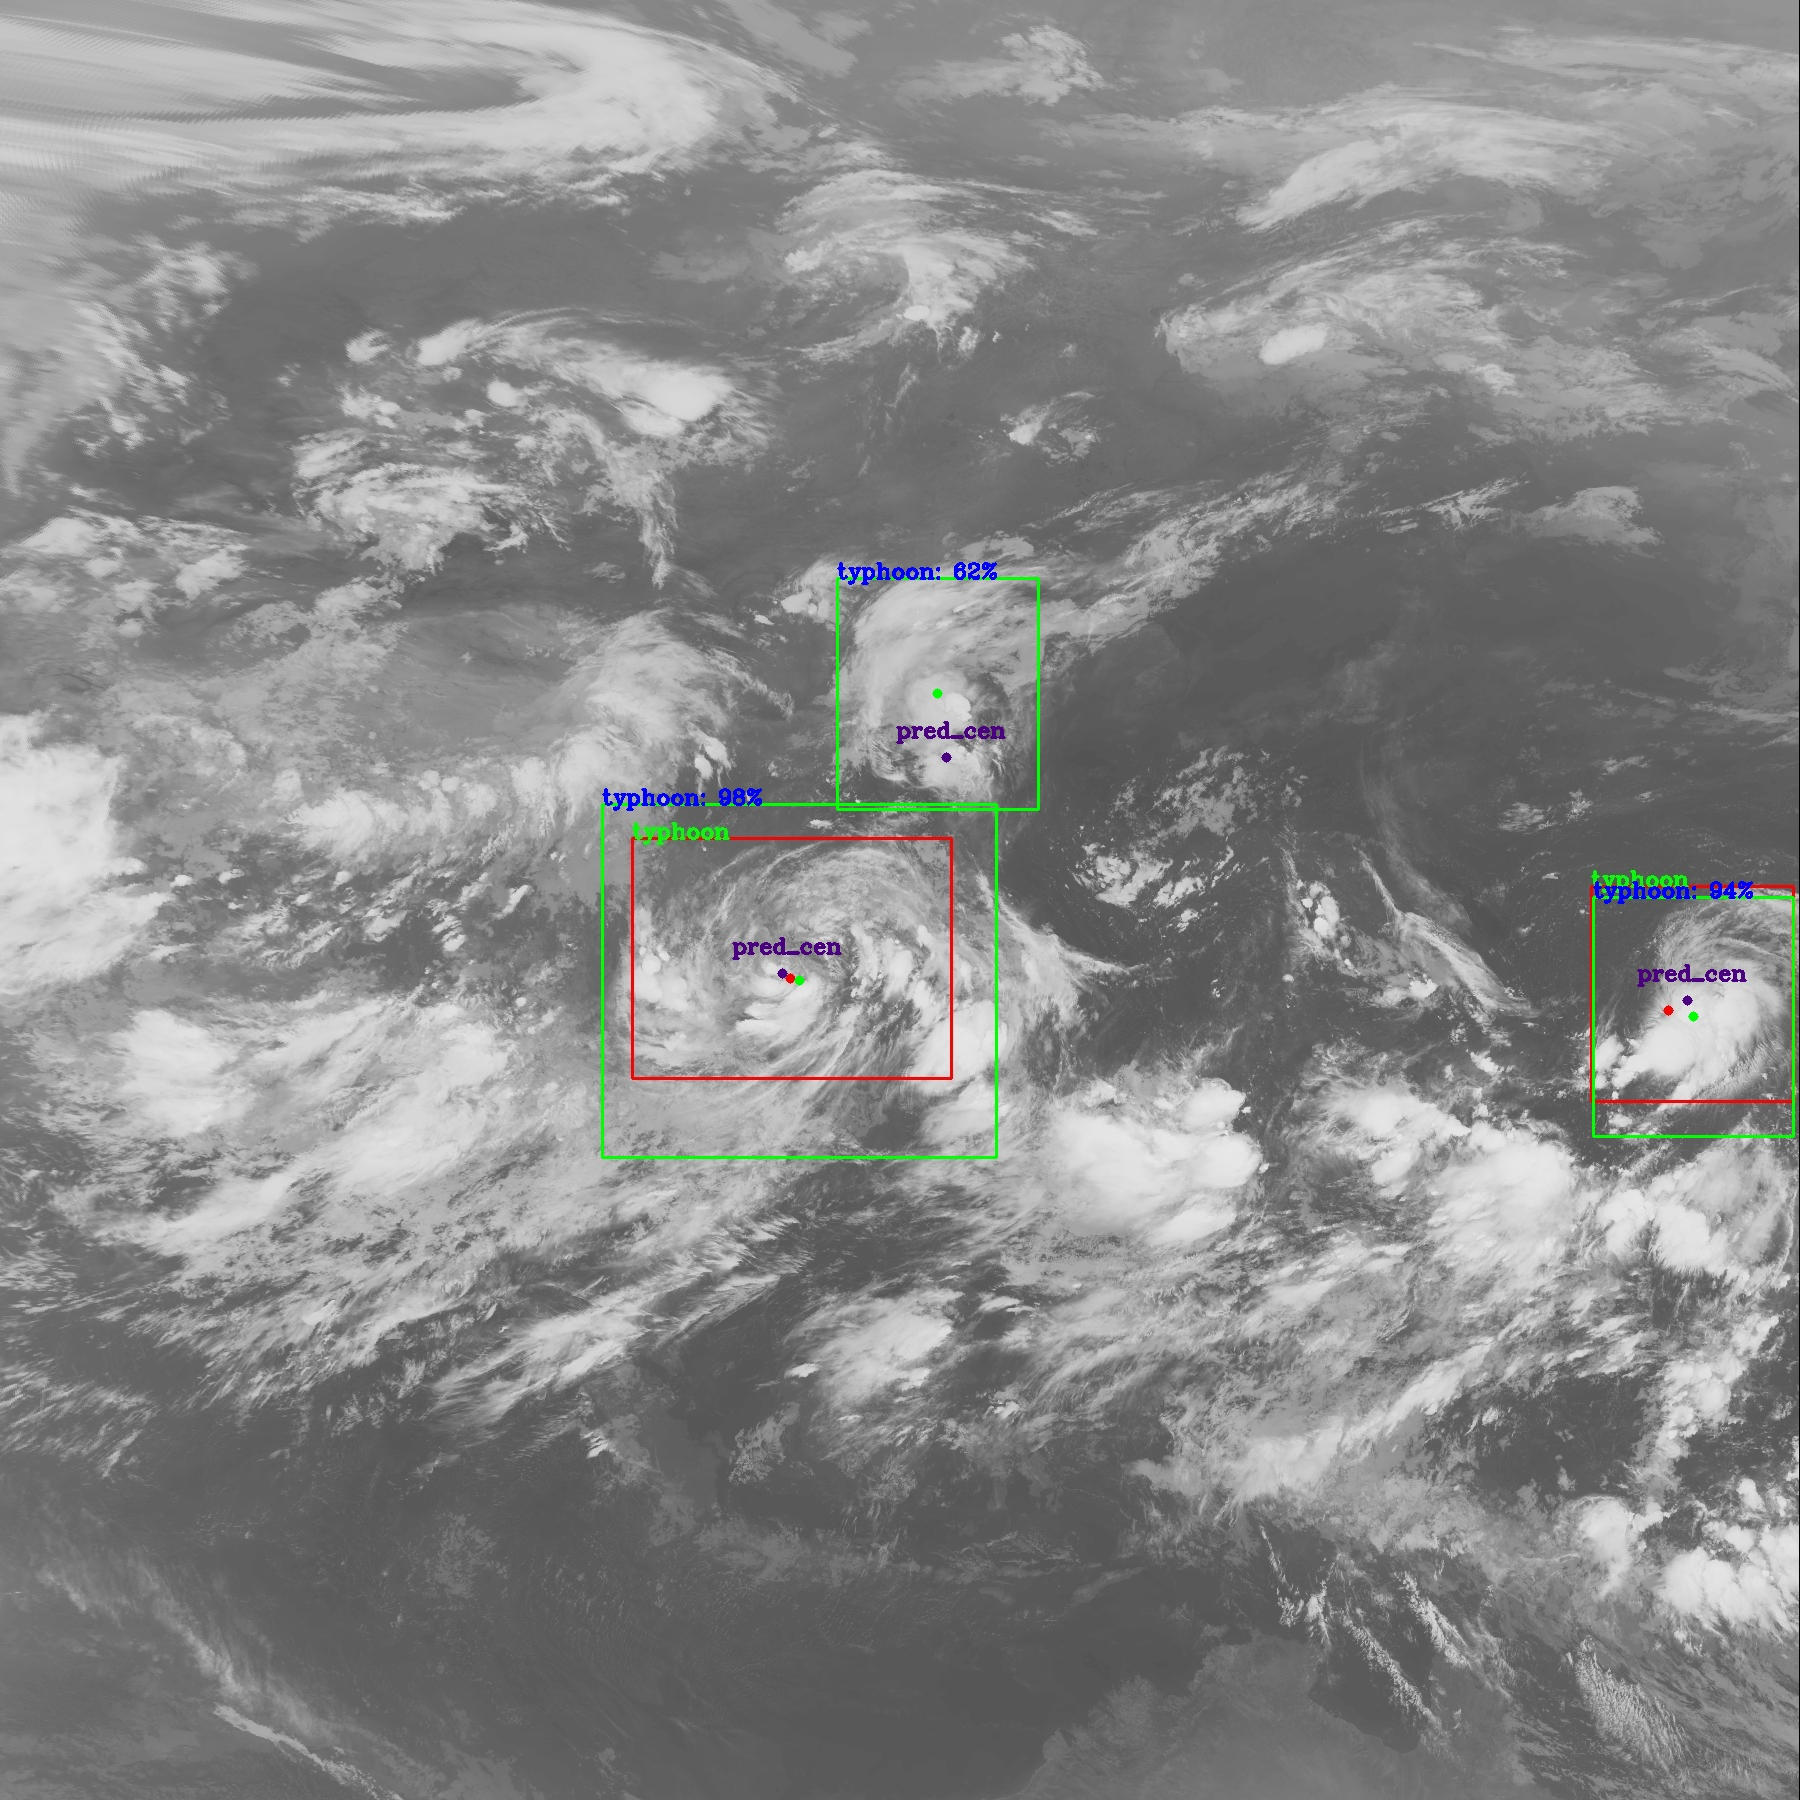 typhoon: 62%
pred_cen
typhoon: 98%
typhoon
pred_cen
typhoon
typhoon: 94%
pred_cen